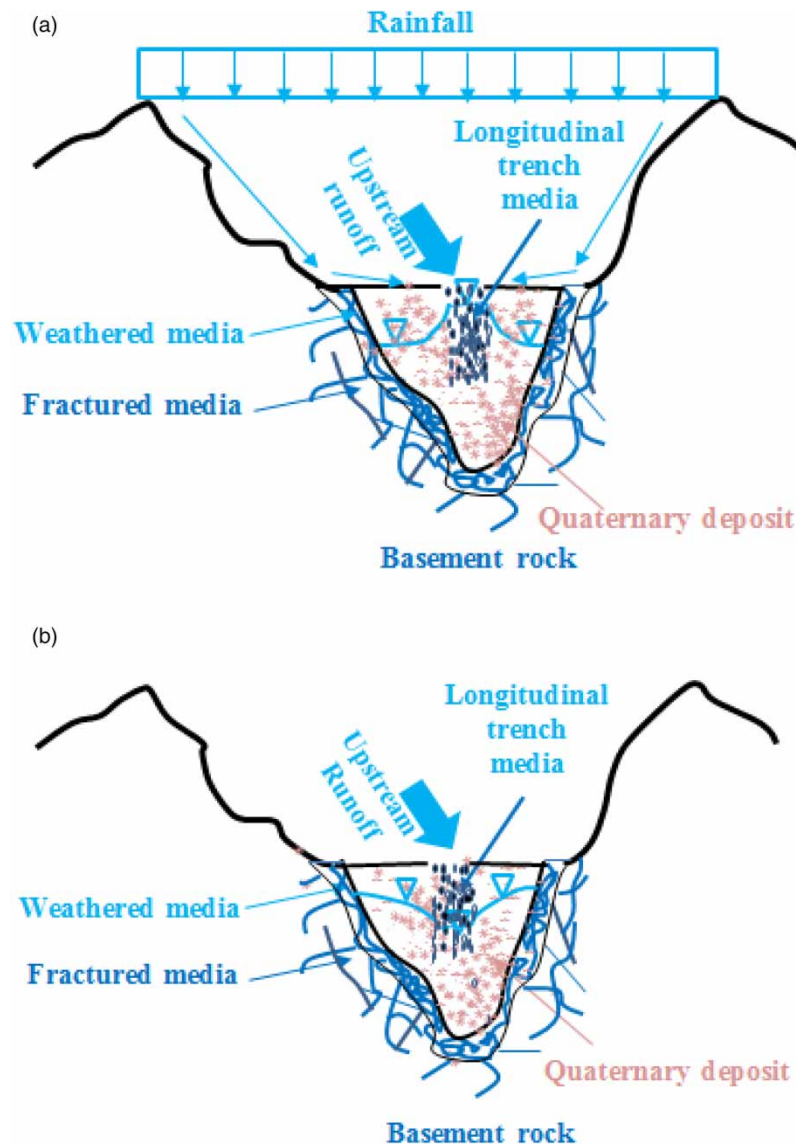 (a)
Rainfall
Longitudinal
trench
media
Upstream
runoff
Weathered media
Fractured media
Quaternary deposit
Basement rock
(b)
Longitudinal
trench
media
Upstream
Runoff
Weathered media
Fractured media
Quaternary deposit
Basement rock